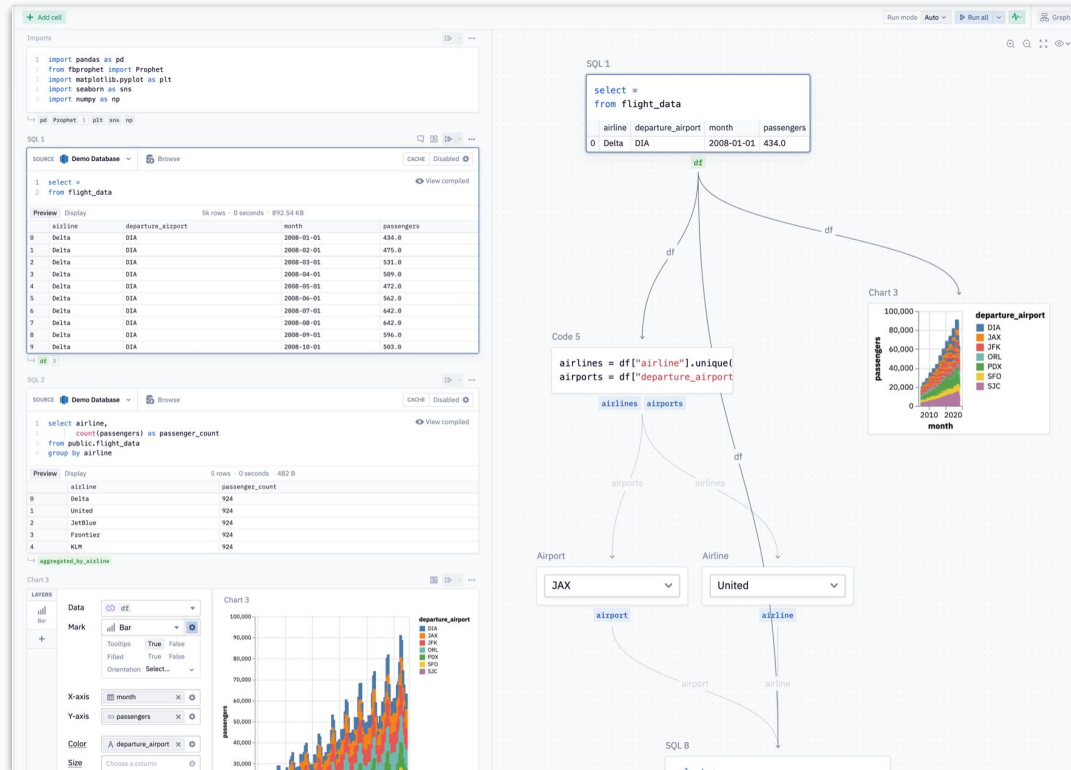 + Add cell
Run mode Auto Run all Graph
Imports
1 import pandas as pd
2 from fbprophet import Prophet
3 import matplotlib.pyplot as plt
4 import seaborn as sns
5 import numpy as np
pd Prophet 1 plt sns np
SQL 1
SOURCE Demo Database Browse CACHE Disabled
1 select *
2 from flight_data
View compiled
Preview Display 5k rows · 0 seconds · 892.54 KB
airline departure_airport month passengers
0 Delta DIA 2008-01-01 434.0
1 Delta DIA 2008-02-01 475.0
2 Delta DIA 2008-03-01 531.0
3 Delta DIA 2008-04-01 509.0
4 Delta DIA 2008-05-01 472.0
5 Delta DIA 2008-06-01 562.0
6 Delta DIA 2008-07-01 642.0
7 Delta DIA 2008-08-01 642.0
8 Delta DIA 2008-09-01 596.0
9 Delta DIA 2008-10-01 503.0
df 3
SQL 2
SOURCE Demo Database Browse CACHE Disabled
1 select airline,
2 count(passengers) as passenger_count
3 from public.flight_data
4 group by airline
View compiled
Preview Display 5 rows · 0 seconds · 482 B
airline passenger_count
0 Delta 924
1 United 924
2 JetBlue 924
3 Frontier 924
4 KLM 924
aggregated_by_airline
Chart 3
LAYERS
Bar
+
Data df
Mark Bar
Tooltips True False
Filled True False
Orientation Select...
X-axis month
Y-axis passengers
Color A departure_airport
Size Choose a column
Chart 3
100,000
90,000
80,000
70,000
60,000
50,000
40,000
30,000
passengers
departure_airport
DIA
JAX
JFK
ORL
PDX
SFO
SJC
SQL 1
select *
from flight_data
airline departure_airport month passengers
0 Delta DIA 2008-01-01 434.0
df
df
df
Chart 3
100,000
80,000
60,000
40,000
20,000
0
passengers
2010 2020
month
departure_airport
DIA
JAX
JFK
ORL
PDX
SFO
SJC
Code 5
airlines = df["airline"].unique(
airports = df["departure_airport
airlines airports
df
airports airlines
Airport
JAX
airport
Airline
United
airline
airport airline
SQL 8